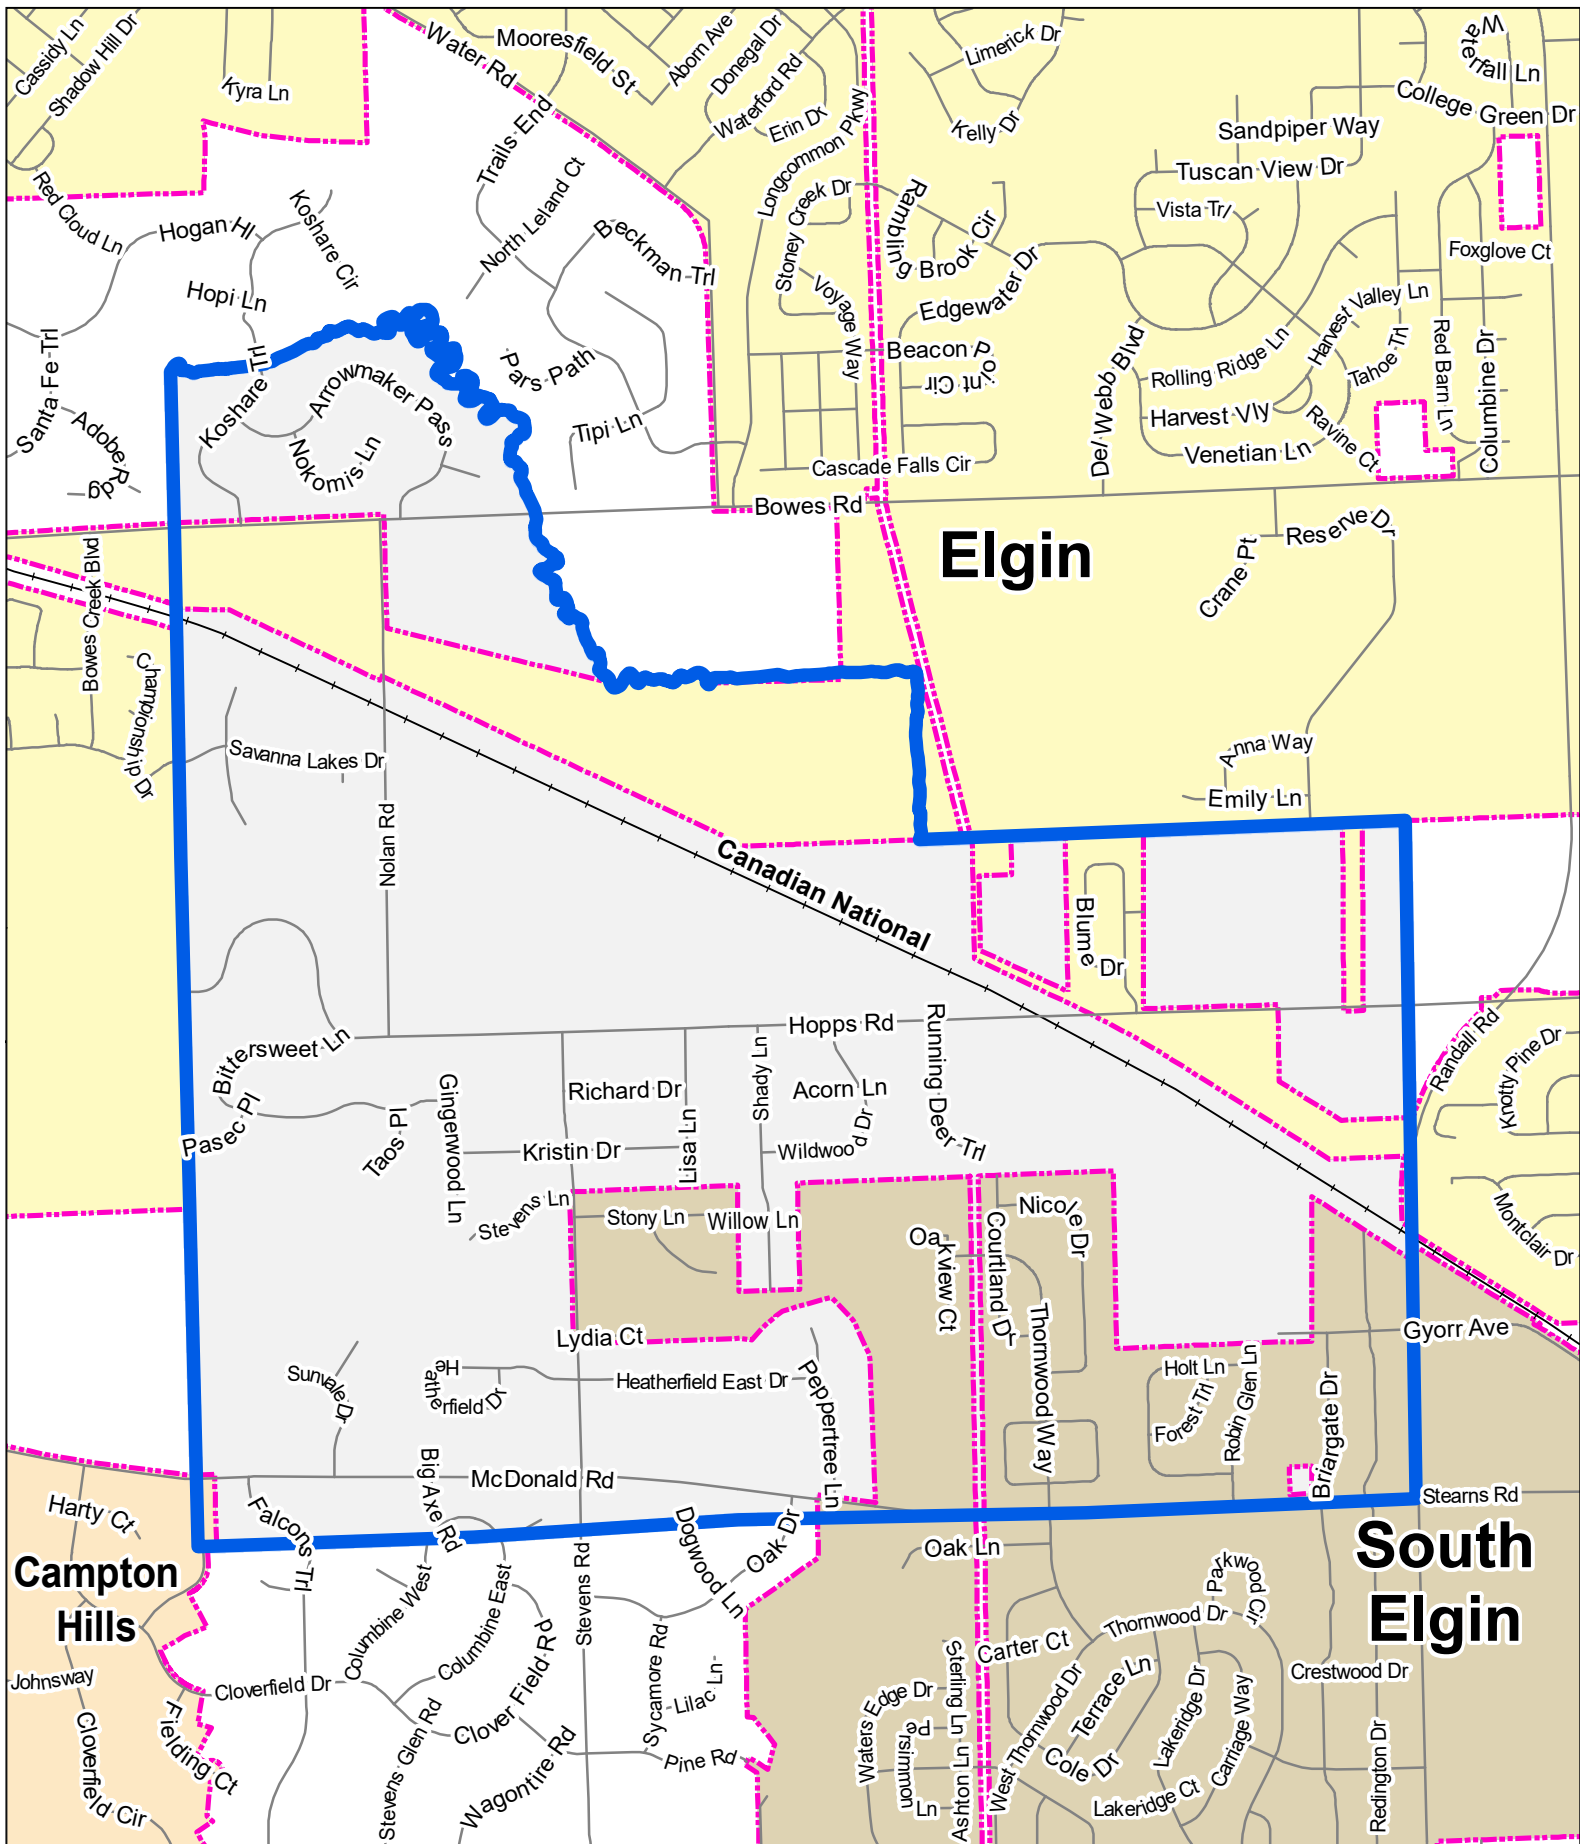 Cassidy Ln
Shadow Hill Dr
Kyra Ln
Water Rd
Mooresfield St
Aborn Ave
Donegal Dr
Waterford Rd
Erin Dr
Longcommon Pkwy
Limerick Dr
Kelly Dr
Waterfall Ln
College Green Dr
Sandpiper Way
Tuscan View Dr
Vista Trl
Foxglove Ct
Red Cloud Ln
Hogan Hl
Koshare Cir
Hopi Ln
Trails End
North Leland Ct
Beckman Trl
Stoney Creek Dr
Rambling Brook Cir
Voyage Way
Edgewater Dr
Beacon Point Cir
Del Webb Blvd
Rolling Ridge Ln
Harvest Valley Ln
Tahoe Trl
Red Barn Ln
Columbine Dr
Harvest Vly
Ravine Ct
Venetian Ln
Santa Fe Trl
Adobe Rdg
Koshare Trl
Arrowmaker Pass
Nokomis Ln
Pars Path
Tipi Ln
Cascade Falls Cir
Bowes Rd
Elgin
Reserve Dr
Crane Pt
Bowes Creek Blvd
Championship Dr
Savanna Lakes Dr
Nolan Rd
Anna Way
Emily Ln
Canadian National
Blume Dr
Hopps Rd
Running Deer Trl
Randall Rd
Knotty Pine Dr
Bittersweet Ln
Pasec Pl
Taos Pl
Gingerwood Ln
Richard Dr
Lisa Ln
Shady Ln
Acorn Ln
Wildwood Dr
Kristin Dr
Stevens Ln
Stony Ln
Willow Ln
Oakview Ct
Courtland Dr
Nicole Dr
Montclair Dr
Lydia Ct
Thornwood Way
Gyorr Ave
Sunvale Dr
Heatherfield Dr
Heatherfield East Dr
Peppertree Ln
Holt Ln
Forest Trl
Robin Glen Ln
Briargate Dr
McDonald Rd
Big Axe Rd
Stearns Rd
Harty Ct
Falcons Trl
Dogwood Ln
Oak Dr
Oak Ln
South
Elgin
Campton
Hills
Columbine West
Columbine East
Stevens Rd
Parkwood Cir
Thornwood Dr
Carter Ct
Johnsway
Cloverfield Dr
Clover Field Rd
Sycamore Rd
Lilac Ln
Sterling Ln
West Thornwood Dr
Terrace Ln
Lakeridge Dr
Carriage Way
Crestwood Dr
Cloverfield Cir
Fielding Ct
Stevens Glen Rd
Wagontire Rd
Pine Rd
Waters Edge Dr
Persimmon Ln
Ashton Ln
Cole Dr
Lakeridge Ct
Redington Dr